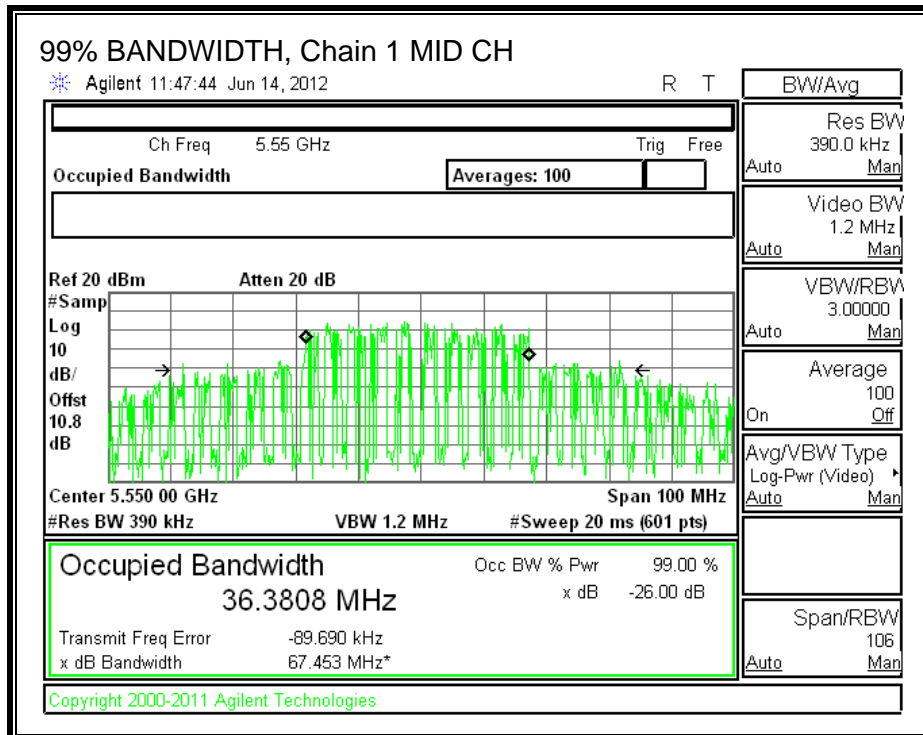 99% BANDWIDTH, Chain 1 MID CH
Agilent 11:47:44 Jun 14, 2012 R T
BW/Avg
Ch Freq 5.55 GHz Trig Free
Occupied Bandwidth Averages: 100
Res BW
390.0 kHz
Auto Man
Video BW
1.2 MHz
Auto Man
Ref 20 dBm Atten 20 dB
#Samp
Log
10
dB/
Offst
10.8
dB
VBW/RBW
3.00000
Auto Man
Average
100
On Off
Avg/VBW Type
Log-Pwr (Video)
Auto Man
Center 5.550 00 GHz Span 100 MHz
#Res BW 390 kHz VBW 1.2 MHz #Sweep 20 ms (601 pts)
Occupied Bandwidth
36.3808 MHz
Occ BW % Pwr 99.00 %
x dB -26.00 dB
Transmit Freq Error -89.690 kHz
x dB Bandwidth 67.453 MHz*
Span/RBW
106
Auto Man
Copyright 2000-2011 Agilent Technologies